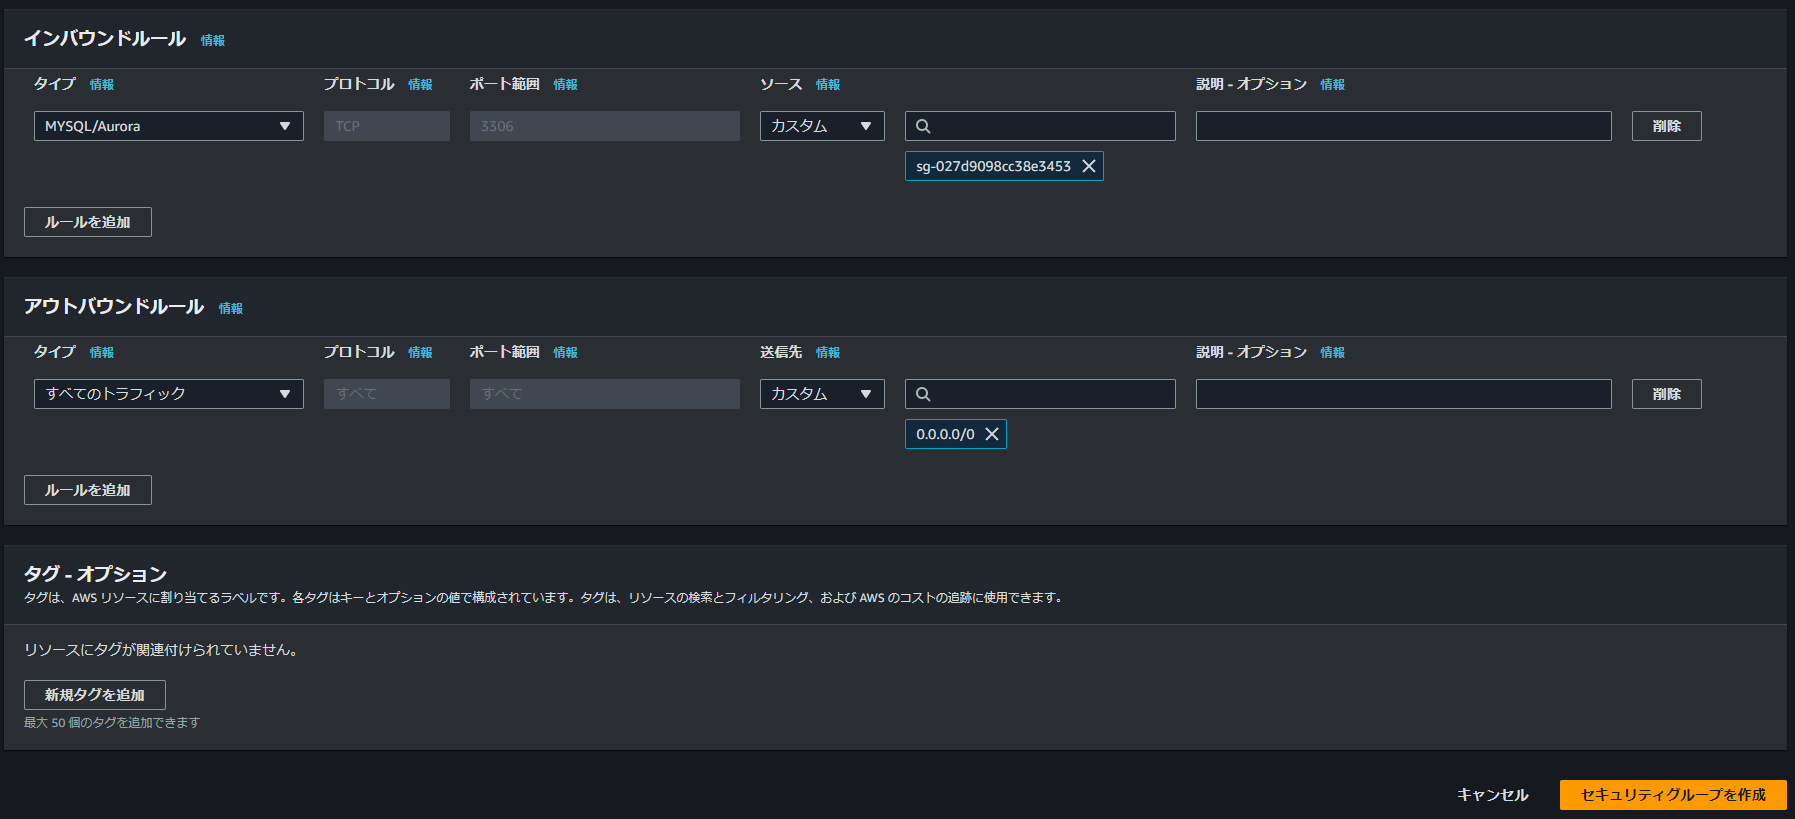 インバウンドルール 情報
タイプ 情報 プロトコル 情報 ポート範囲 情報 ソース 情報 説明 - オプション 情報
MYSQL/Aurora TCP 3306 カスタム 削除
sg-027d9098cc38e3453
ルールを追加
アウトバウンドルール 情報
タイプ 情報 プロトコル 情報 ポート範囲 情報 送信先 情報 説明 - オプション 情報
すべてのトラフィック すべて すべて カスタム 削除
0.0.0.0/0
ルールを追加
タグ - オプション
タグは、AWS リソースに割り当てるラベルです。各タグはキーとオプションの値で構成されています。タグは、リソースの検索とフィルタリング、および AWS のコストの追跡に使用できます。
リソースにタグが関連付けられていません。
新規タグを追加
最大 50 個のタグを追加できます
キャンセル セキュリティグループを作成